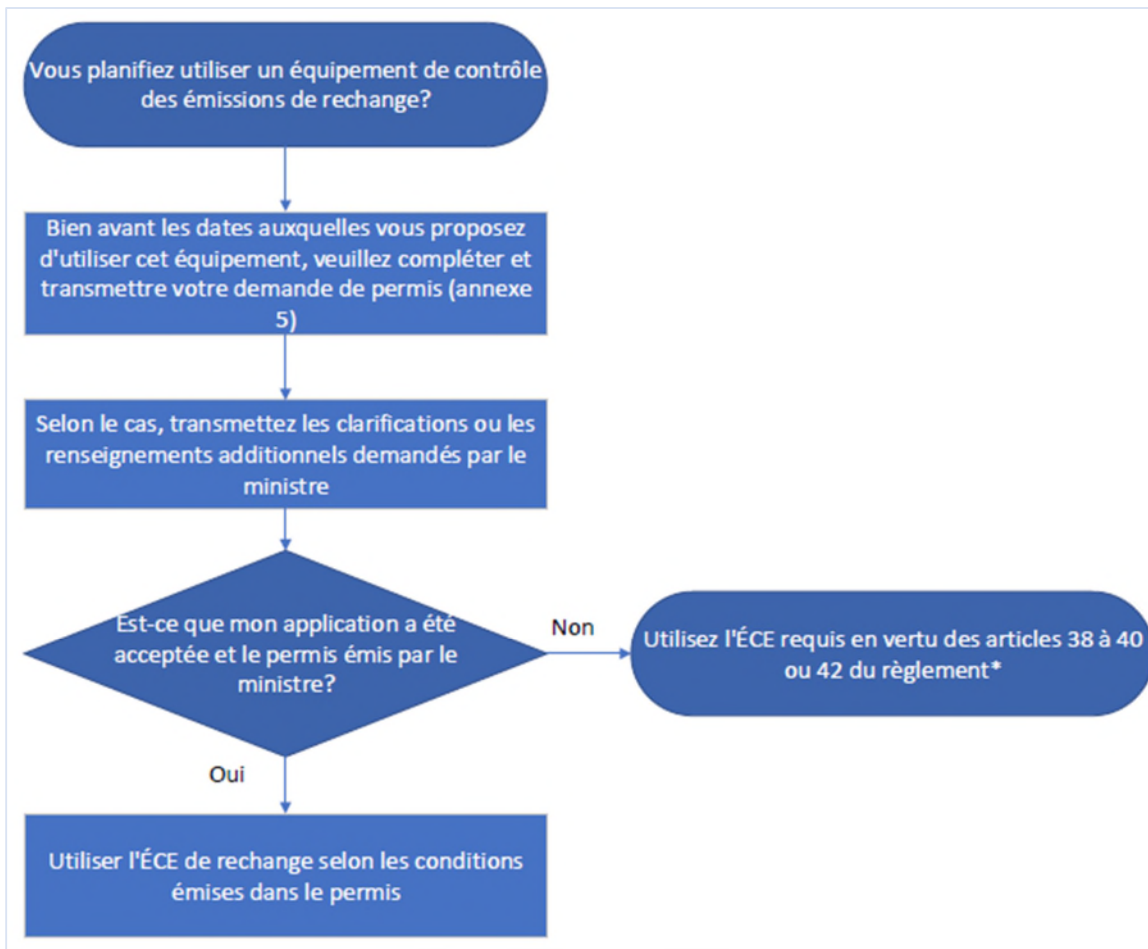 Vous planifiez utiliser un équipement de contrôle
des émissions de rechange?
Bien avant les dates auxquelles vous proposez
d'utiliser cet équipement, veuillez compléter et
transmettre votre demande de permis (annexe
5)
Selon le cas, transmettez les clarifications ou les
renseignements additionnels demandés par le
ministre
Est-ce que mon application a été
acceptée et le permis émis par le
ministre?
Non
Utilisez l'ÉCE requis en vertu des articles 38 à 40
ou 42 du règlement*
Oui
Utiliser l'ÉCE de rechange selon les conditions
émises dans le permis